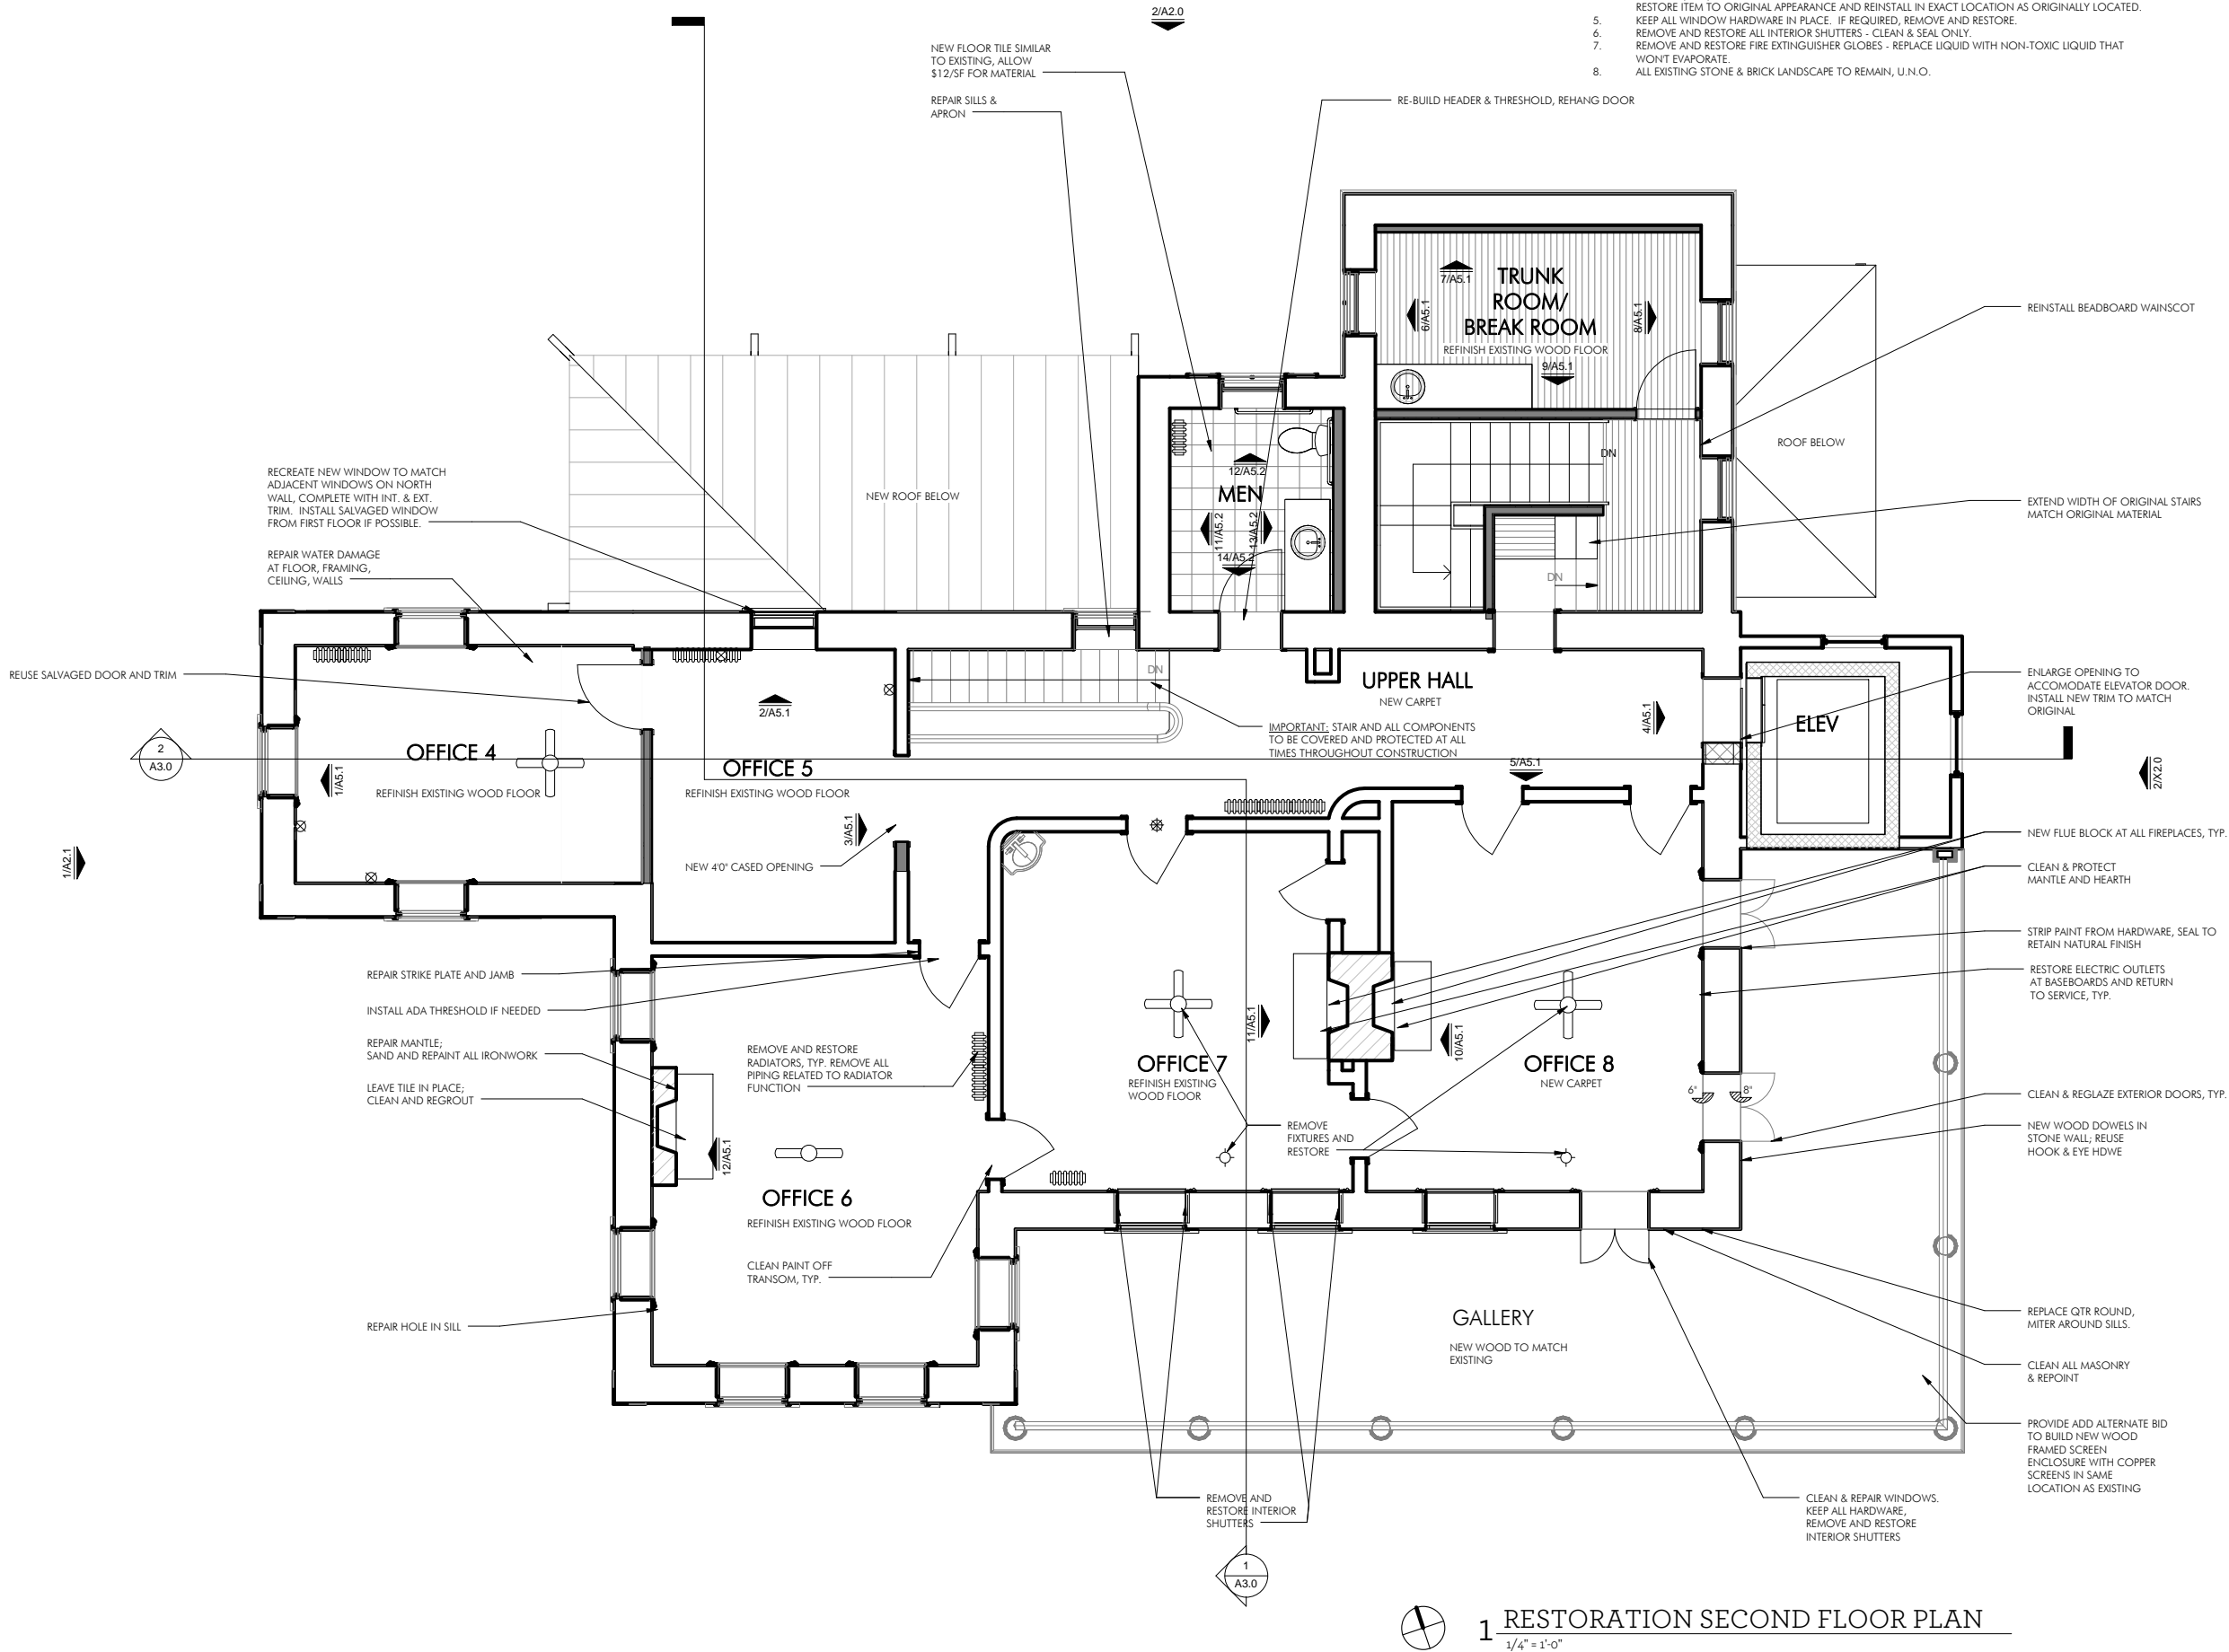 2/A2.0
RESTORE ITEM TO ORIGINAL APPEARANCE AND REINSTALL IN EXACT LOCATION AS ORIGINALLY LOCATED.
5. KEEP ALL WINDOW HARDWARE IN PLACE. IF REQUIRED, REMOVE AND RESTORE.
6. REMOVE AND RESTORE ALL INTERIOR SHUTTERS - CLEAN & SEAL ONLY.
7. REMOVE AND RESTORE FIRE EXTINGUISHER GLOBES - REPLACE LIQUID WITH NON-TOXIC LIQUID THAT
WON'T EVAPORATE.
8. ALL EXISTING STONE & BRICK LANDSCAPE TO REMAIN, U.N.O.
NEW FLOOR TILE SIMILAR
TO EXISTING, ALLOW
$12/SF FOR MATERIAL
REPAIR SILLS &
APRON
RE-BUILD HEADER & THRESHOLD, REHANG DOOR
7/A5.1
TRUNK
ROOM/
BREAK ROOM
6/A5.1
8/A5.1
REFINISH EXISTING WOOD FLOOR
9/A5.1
REINSTALL BEADBOARD WAINSCOT
ROOF BELOW
DN
RECREATE NEW WINDOW TO MATCH
ADJACENT WINDOWS ON NORTH
WALL, COMPLETE WITH INT. & EXT.
TRIM. INSTALL SALVAGED WINDOW
FROM FIRST FLOOR IF POSSIBLE.
NEW ROOF BELOW
12/A5.2
MEN
11/A5.2
13/A5.2
14/A5.2
EXTEND WIDTH OF ORIGINAL STAIRS
MATCH ORIGINAL MATERIAL
DN
REPAIR WATER DAMAGE
AT FLOOR, FRAMING,
CEILING, WALLS
REUSE SALVAGED DOOR AND TRIM
DN
UPPER HALL
NEW CARPET
ENLARGE OPENING TO
ACCOMODATE ELEVATOR DOOR.
INSTALL NEW TRIM TO MATCH
ORIGINAL
2/A5.1
4/A5.1
ELEV
IMPORTANT: STAIR AND ALL COMPONENTS
TO BE COVERED AND PROTECTED AT ALL
TIMES THROUGHOUT CONSTRUCTION
2
A3.0
OFFICE 4
REFINISH EXISTING WOOD FLOOR
1/A5.1
OFFICE 5
REFINISH EXISTING WOOD FLOOR
5/A5.1
2/X2.0
3/A5.1
1/A2.1
NEW 4'0" CASED OPENING
NEW FLUE BLOCK AT ALL FIREPLACES, TYP.
CLEAN & PROTECT
MANTLE AND HEARTH
STRIP PAINT FROM HARDWARE, SEAL TO
RETAIN NATURAL FINISH
REPAIR STRIKE PLATE AND JAMB
RESTORE ELECTRIC OUTLETS
AT BASEBOARDS AND RETURN
TO SERVICE, TYP.
INSTALL ADA THRESHOLD IF NEEDED
REPAIR MANTLE;
SAND AND REPAINT ALL IRONWORK
REMOVE AND RESTORE
RADIATORS, TYP. REMOVE ALL
PIPING RELATED TO RADIATOR
FUNCTION
11/A5.1
10/A5.1
OFFICE 7
REFINISH EXISTING
WOOD FLOOR
OFFICE 8
NEW CARPET
LEAVE TILE IN PLACE;
CLEAN AND REGROUT
6"
8"
CLEAN & REGLAZE EXTERIOR DOORS, TYP.
NEW WOOD DOWELS IN
STONE WALL; REUSE
HOOK & EYE HDWE
REMOVE
FIXTURES AND
RESTORE
12/A5.1
OFFICE 6
REFINISH EXISTING WOOD FLOOR
CLEAN PAINT OFF
TRANSOM, TYP.
REPAIR HOLE IN SILL
GALLERY
NEW WOOD TO MATCH
EXISTING
REPLACE QTR ROUND,
MITER AROUND SILLS.
CLEAN ALL MASONRY
& REPOINT
PROVIDE ADD ALTERNATE BID
TO BUILD NEW WOOD
FRAMED SCREEN
ENCLOSURE WITH COPPER
SCREENS IN SAME
LOCATION AS EXISTING
REMOVE AND
RESTORE INTERIOR
SHUTTERS
CLEAN & REPAIR WINDOWS.
KEEP ALL HARDWARE,
REMOVE AND RESTORE
INTERIOR SHUTTERS
1
A3.0
1 RESTORATION SECOND FLOOR PLAN
1/4" = 1'-0"